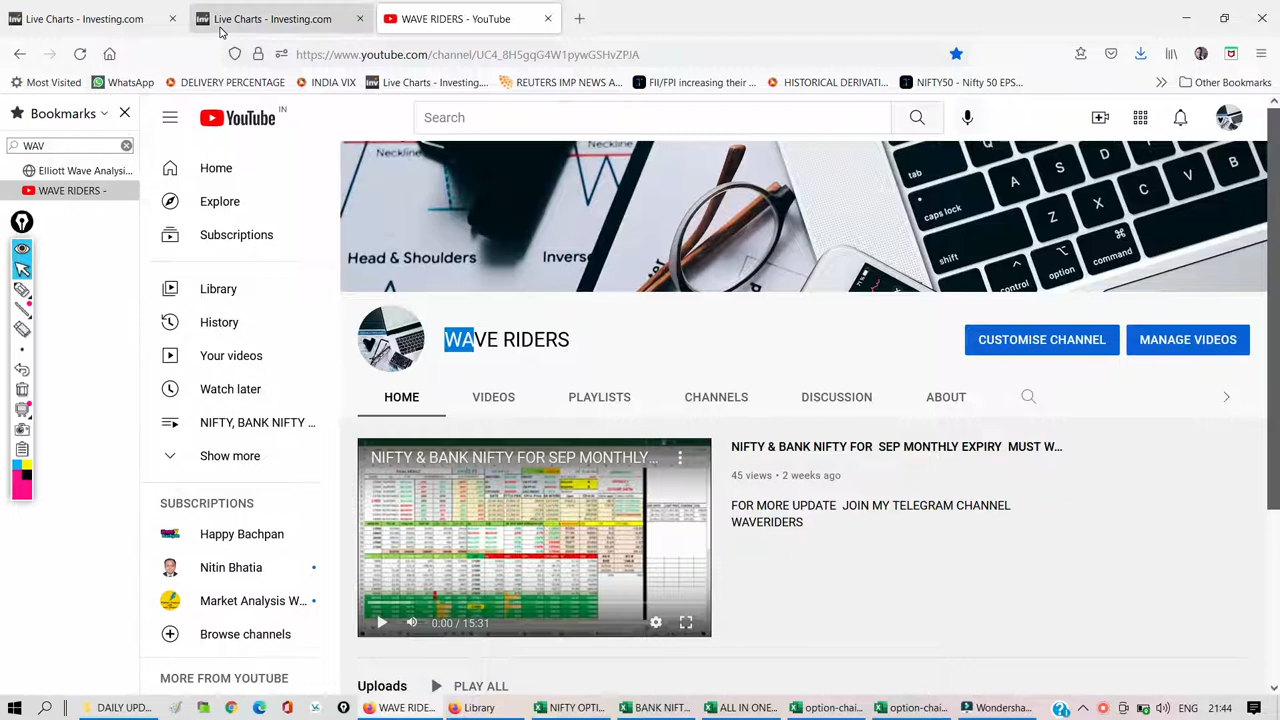 Live Charts - Investing.com
Live Charts - Investing.com
WAVE RIDERS - YouTube
https://www.youtube.com/channel/UC4_8H5qgG4W1pywGSHvZPJA
Most Visited
WhatsApp
DELIVERY PERCENTAGE
INDIA VIX
Live Charts - Investing....
REUTERS IMP NEWS A...
FII/FPI increasing their ...
HISTORICAL DERIVATI...
NIFTY50 - Nifty 50 EPS...
Other Bookmarks
Bookmarks
WAV
Elliott Wave Analysi...
WAVE RIDERS -
YouTube
IN
Search
Home
Explore
Subscriptions
Library
History
Your videos
Watch later
NIFTY, BANK NIFTY ...
Show more
SUBSCRIPTIONS
Happy Bachpan
Nitin Bhatia
Market Analysis W...
Browse channels
MORE FROM YOUTUBE
Neckline
Neckline
Head & Shoulders
Inverse
tab
caps lock
shift
Q
A
S
D
F
Z
X
C
V
B
control
option
command
WAVE RIDERS
CUSTOMISE CHANNEL
MANAGE VIDEOS
HOME
VIDEOS
PLAYLISTS
CHANNELS
DISCUSSION
ABOUT
NIFTY & BANK NIFTY FOR SEP MONTHLY...
0:00 / 15:31
NIFTY & BANK NIFTY FOR SEP MONTHLY EXPIRY MUST W...
45 views • 2 weeks ago
FOR MORE UPDATE JOIN MY TELEGRAM CHANNEL
WAVERIDERS
Uploads
PLAY ALL
DAILY UPD...
WAVE RIDE...
Library
NIFTY OPTI...
BANK NIFT...
ALL IN ONE...
option-chai...
option-chai...
Wondersha...
ENG
21:44